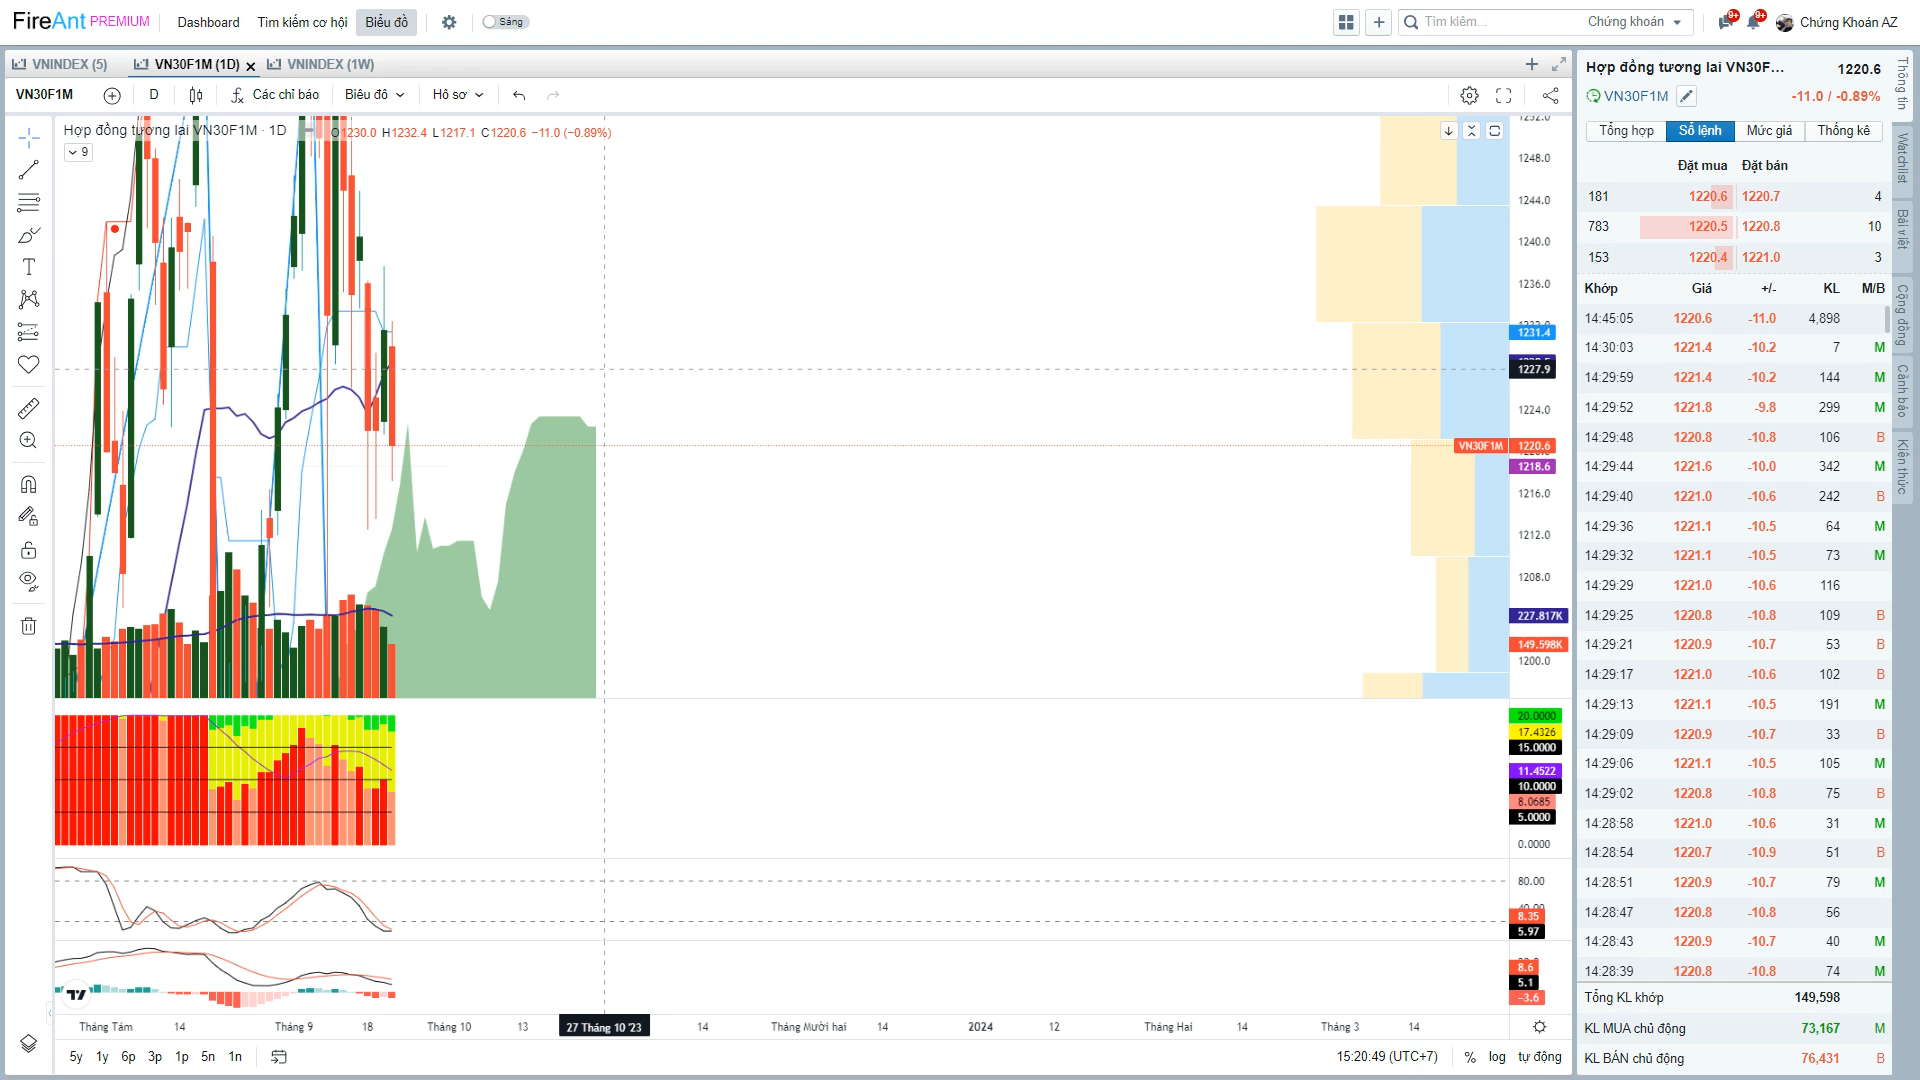 FireAnt PREMIUM Dashboard Tìm kiếm cơ hội Biểu đồ Sáng Tìm kiếm... Chứng khoán 9+ 9+ Chứng Khoán AZ
VNINDEX (5) VN30F1M (1D) VNINDEX (1W)
VN30F1M D Các chỉ báo Biểu đồ Hồ sơ
Hợp đồng tương lai VN30F1M · 1D O1230.0 H1232.4 L1217.1 C1220.6 −11.0 (−0.89%)
9
1252.0
1248.0
1244.0
1240.0
1236.0
1231.4
1227.9
1224.0
VN30F1M 1220.6
1218.6
1216.0
1212.0
1208.0
227.817K
149.598K
1200.0
20.0000
17.4326
15.0000
11.4522
10.0000
8.0685
5.0000
0.0000
80.00
40.00
8.35
5.97
8.6
5.1
−3.6
Tháng Tám 14 Tháng 9 18 Tháng 10 13 27 Tháng 10 '23 14 Tháng Mười hai 14 2024 12 Tháng Hai 14 Tháng 3 14
5y 1y 6p 3p 1p 5n 1n 15:20:49 (UTC+7) % log tự động
Hợp đồng tương lai VN30F... 1220.6
VN30F1M -11.0 / -0.89%
Tổng hợp Sổ lệnh Mức giá Thống kê
Đặt mua Đặt bán
181 1220.6 1220.7 4
783 1220.5 1220.8 10
153 1220.4 1221.0 3
Khớp Giá +/- KL M/B
14:45:05 1220.6 -11.0 4,898
14:30:03 1221.4 -10.2 7 M
14:29:59 1221.4 -10.2 144 M
14:29:52 1221.8 -9.8 299 M
14:29:48 1220.8 -10.8 106 B
14:29:44 1221.6 -10.0 342 M
14:29:40 1221.0 -10.6 242 B
14:29:36 1221.1 -10.5 64 M
14:29:32 1221.1 -10.5 73 M
14:29:29 1221.0 -10.6 116
14:29:25 1220.8 -10.8 109 B
14:29:21 1220.9 -10.7 53 B
14:29:17 1221.0 -10.6 102 B
14:29:13 1221.1 -10.5 191 M
14:29:09 1220.9 -10.7 33 B
14:29:06 1221.1 -10.5 105 M
14:29:02 1220.8 -10.8 75 B
14:28:58 1221.0 -10.6 31 M
14:28:54 1220.7 -10.9 51 B
14:28:51 1220.9 -10.7 79 M
14:28:47 1220.8 -10.8 56
14:28:43 1220.9 -10.7 40 M
14:28:39 1220.8 -10.8 74 M
Tổng KL khớp 149,598
KL MUA chủ động 73,167 M
KL BÁN chủ động 76,431 B
Thông tin
Watchlist
Bài viết
Cộng đồng
Cảnh báo
Kiến thức